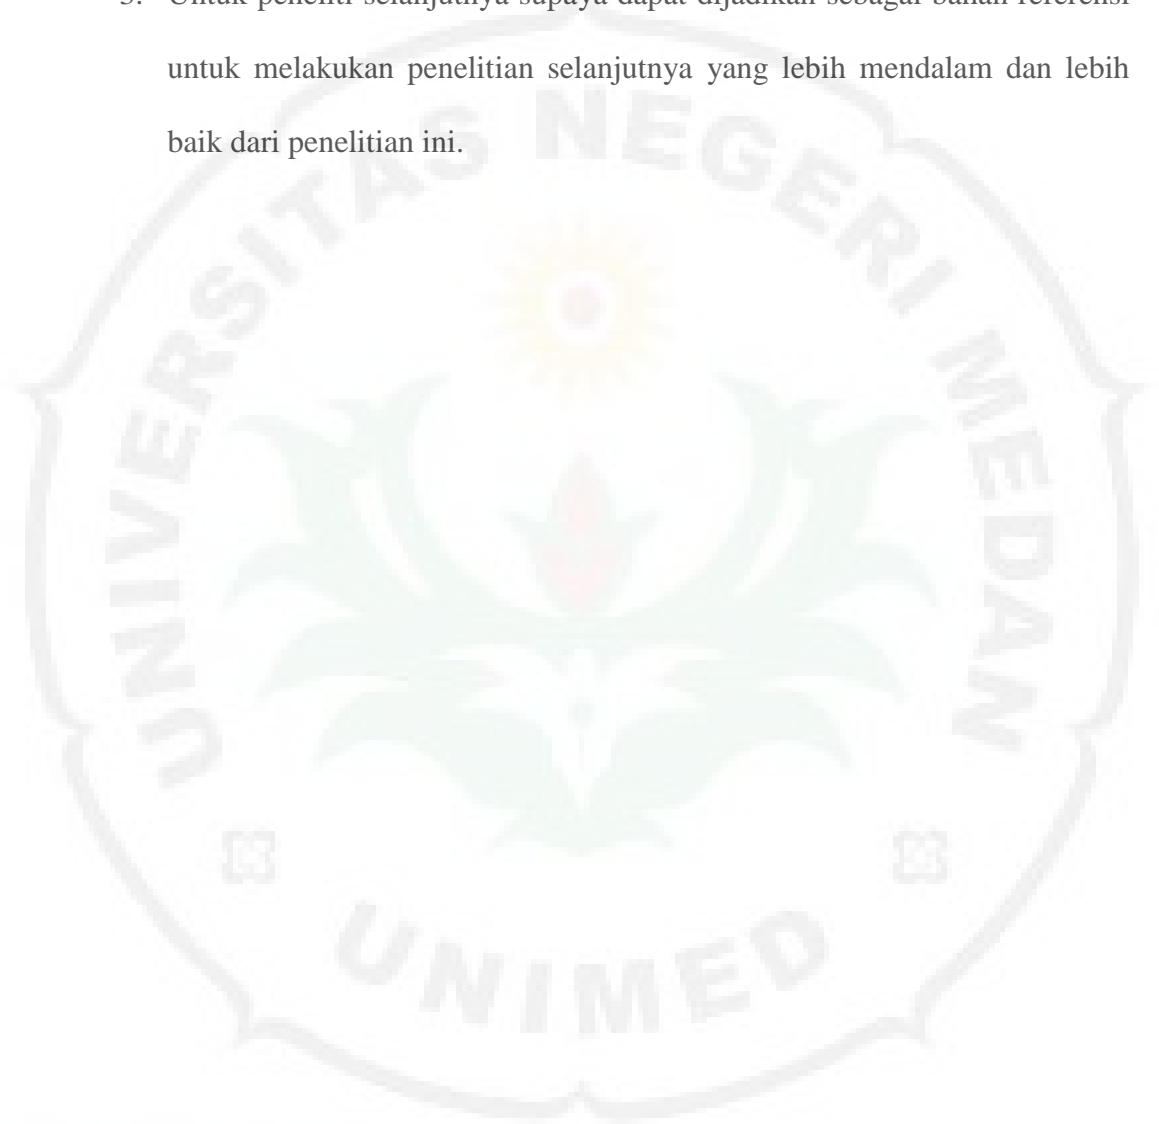 3. Untuk peneliti selanjutnya supaya dapat dijadikan sebagai bahan referensi
untuk melakukan penelitian selanjutnya yang lebih mendalam dan lebih
baik dari penelitian ini.
UNIVERSITAS NEGERI MEDAN
UNIMED